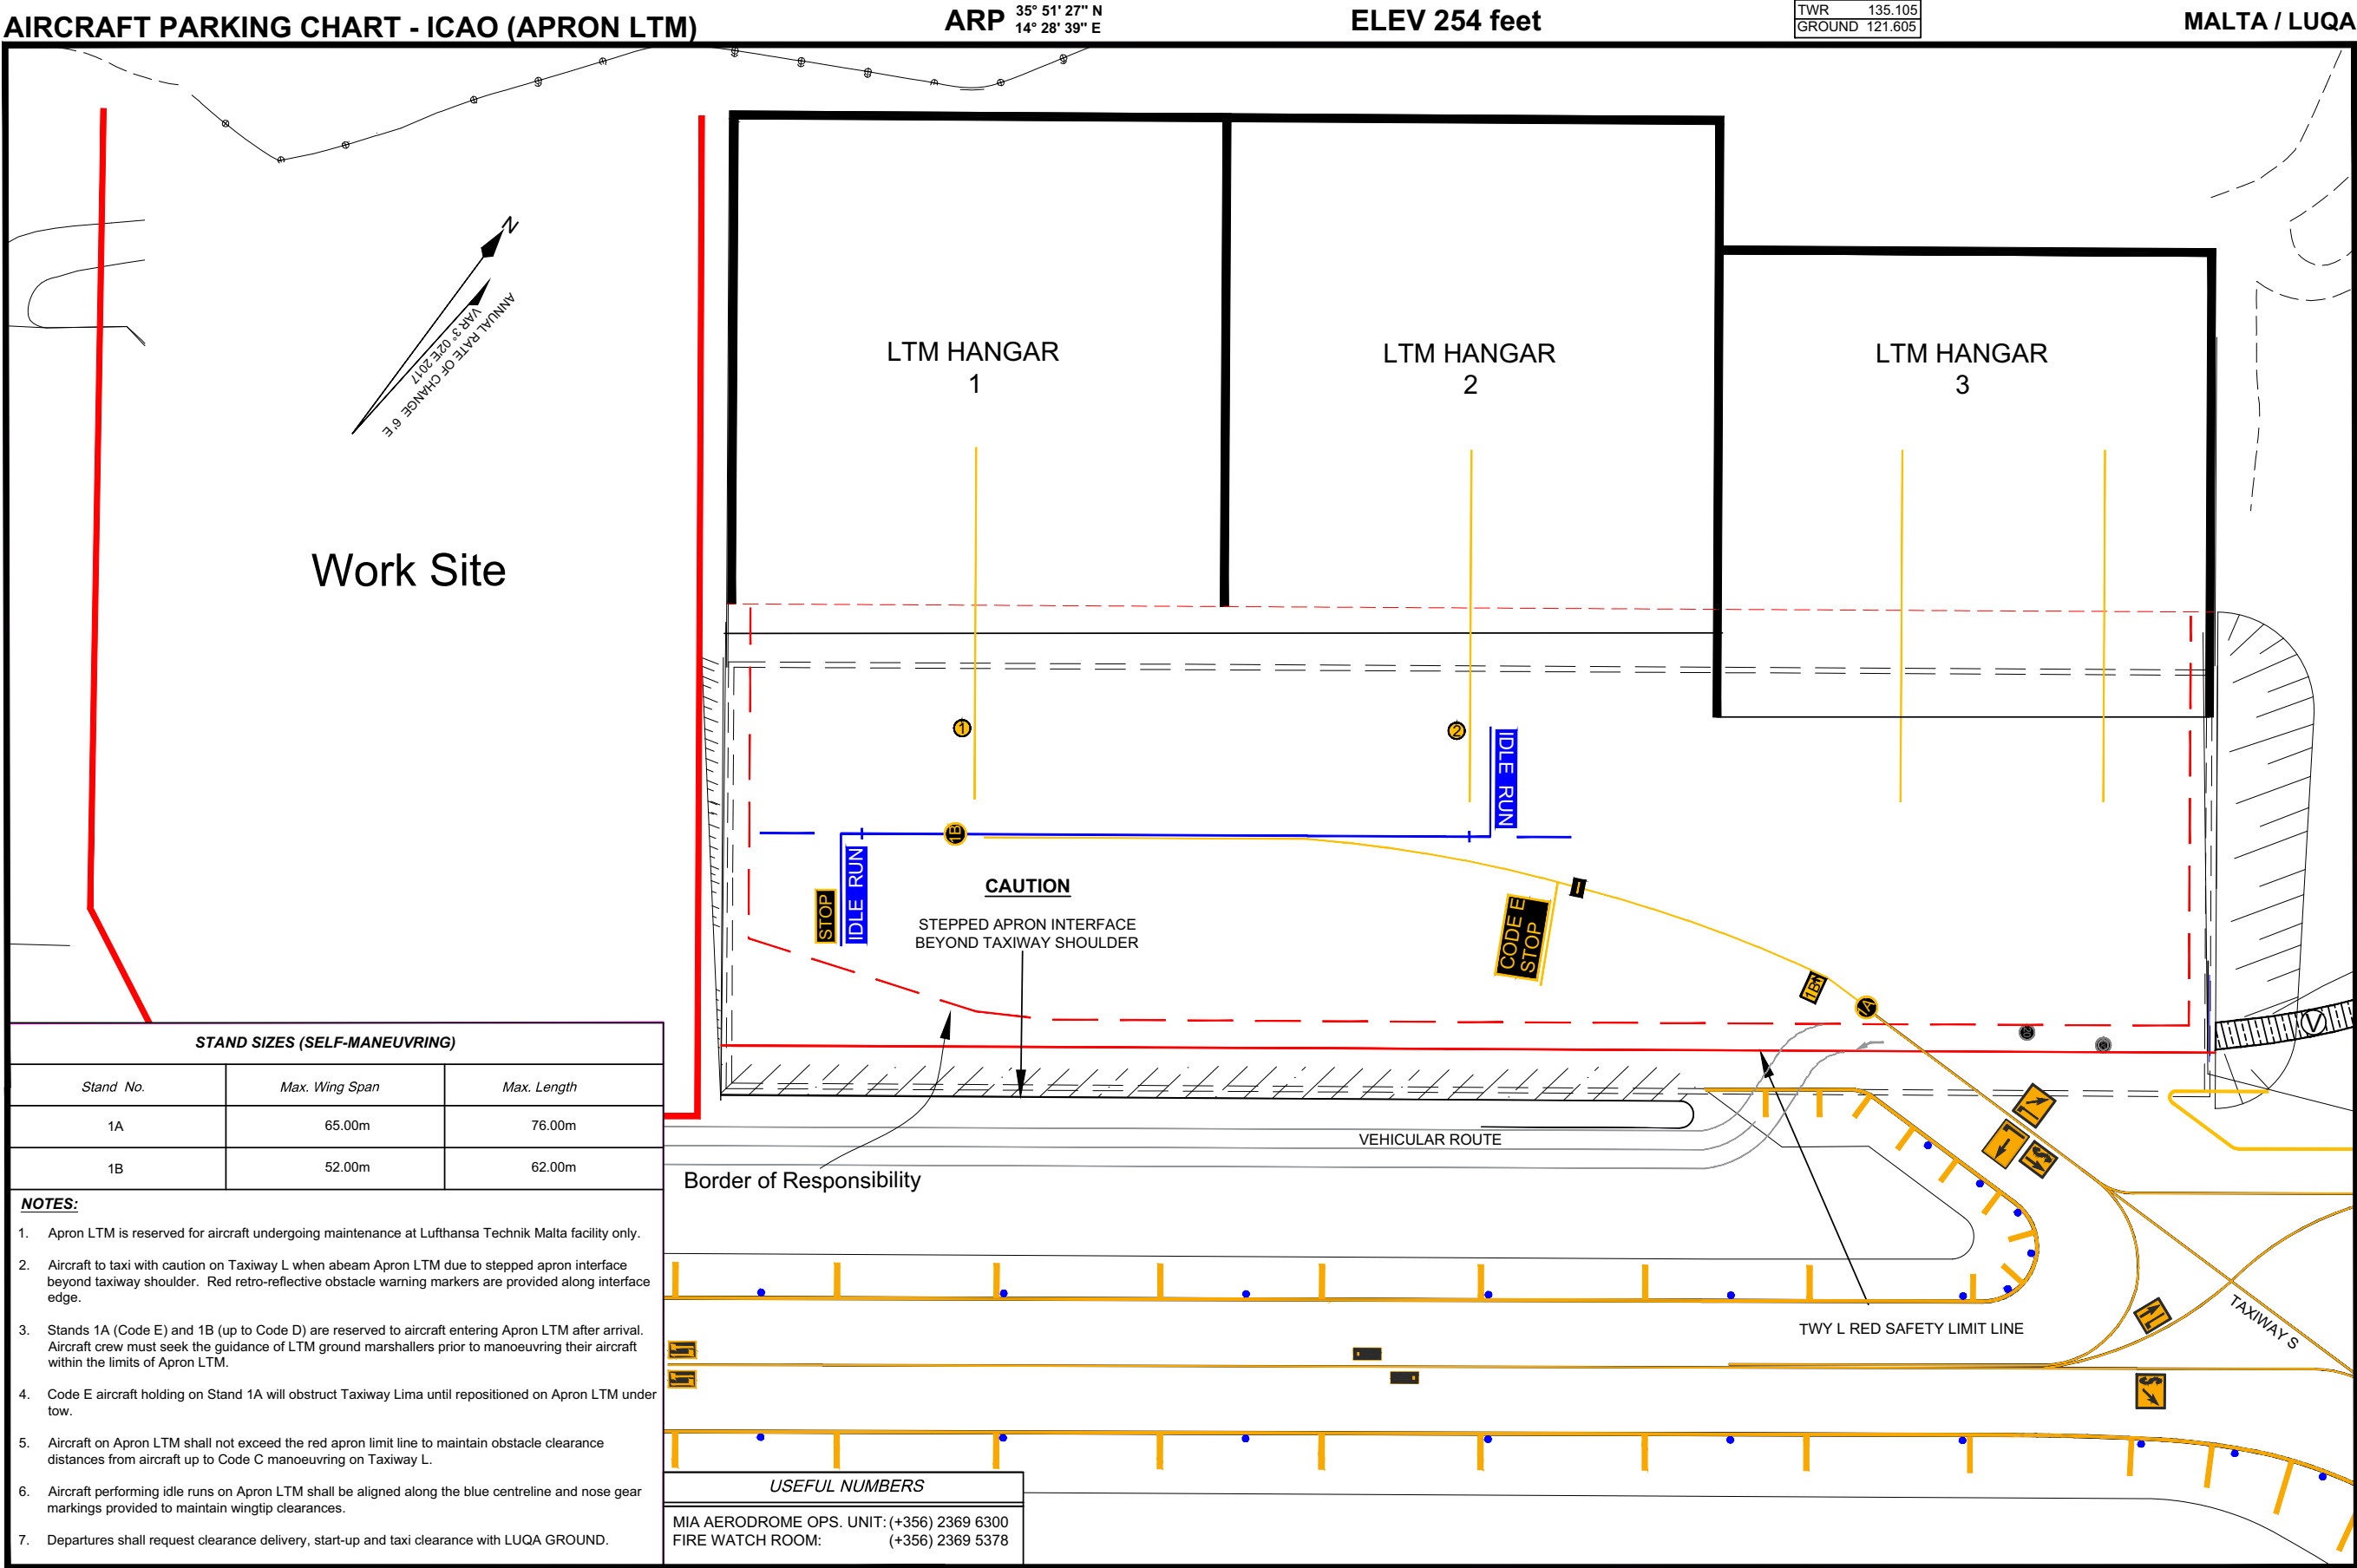 AIRCRAFT PARKING CHART - ICAO (APRON LTM)
ARP 35° 51' 27" N
14° 28' 39" E
ELEV 254 feet
TWR 135.105
GROUND 121.605
MALTA / LUQA
N
VAR 3° 02'E 2017
ANNUAL RATE OF CHANGE 6'E
LTM HANGAR
1
LTM HANGAR
2
LTM HANGAR
3
Work Site
1
2
IDLE RUN
1B
STOP
IDLE RUN
CAUTION
STEPPED APRON INTERFACE
BEYOND TAXIWAY SHOULDER
CODE E
STOP
1B
1A
V
Border of Responsibility
VEHICULAR ROUTE
L
L
S
TWY L RED SAFETY LIMIT LINE
TAXIWAY S
L
S
L
L
STAND SIZES (SELF-MANEUVRING)
Stand No. Max. Wing Span Max. Length
1A 65.00m 76.00m
1B 52.00m 62.00m
NOTES:
1. Apron LTM is reserved for aircraft undergoing maintenance at Lufthansa Technik Malta facility only.
2. Aircraft to taxi with caution on Taxiway L when abeam Apron LTM due to stepped apron interface
beyond taxiway shoulder. Red retro-reflective obstacle warning markers are provided along interface
edge.
3. Stands 1A (Code E) and 1B (up to Code D) are reserved to aircraft entering Apron LTM after arrival.
Aircraft crew must seek the guidance of LTM ground marshallers prior to manoeuvring their aircraft
within the limits of Apron LTM.
4. Code E aircraft holding on Stand 1A will obstruct Taxiway Lima until repositioned on Apron LTM under
tow.
5. Aircraft on Apron LTM shall not exceed the red apron limit line to maintain obstacle clearance
distances from aircraft up to Code C manoeuvring on Taxiway L.
6. Aircraft performing idle runs on Apron LTM shall be aligned along the blue centreline and nose gear
markings provided to maintain wingtip clearances.
7. Departures shall request clearance delivery, start-up and taxi clearance with LUQA GROUND.
USEFUL NUMBERS
MIA AERODROME OPS. UNIT: (+356) 2369 6300
FIRE WATCH ROOM: (+356) 2369 5378